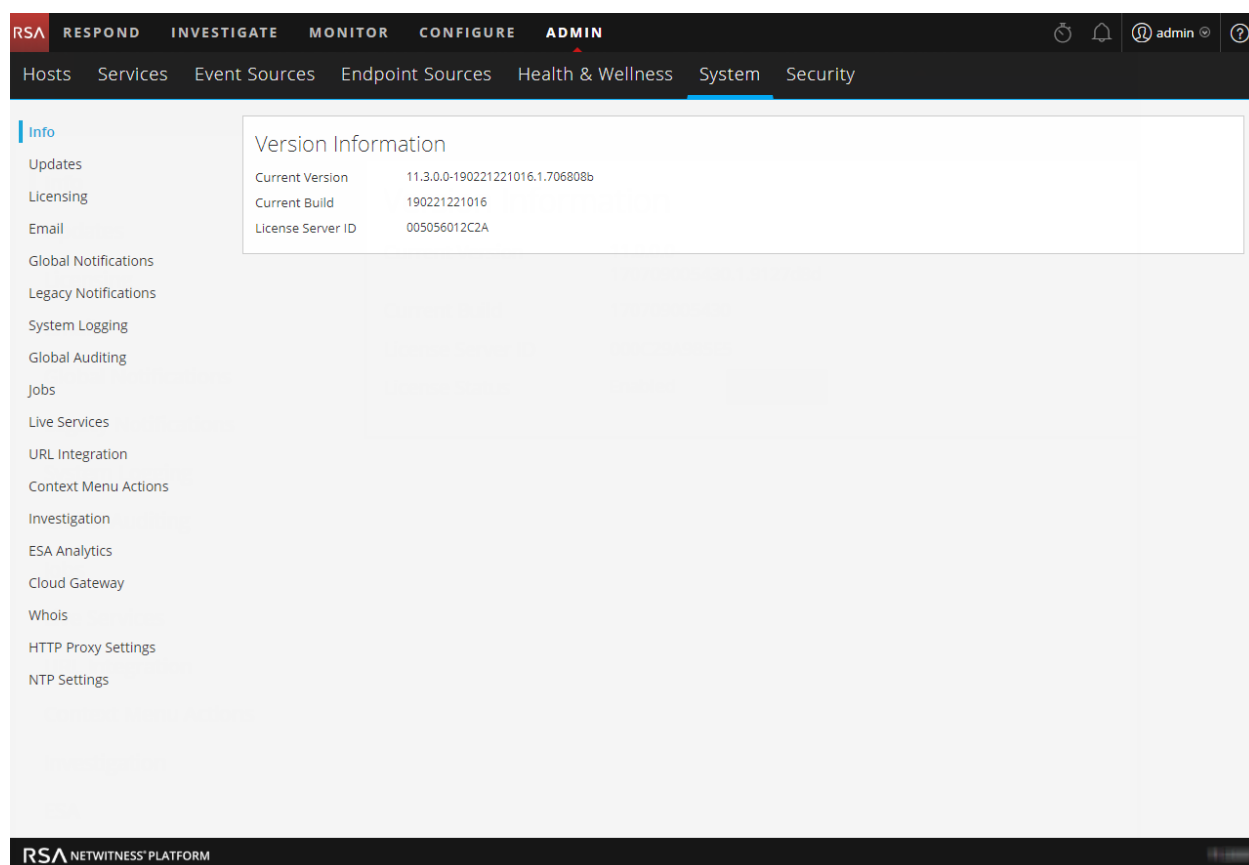 RSA RESPOND INVESTIGATE MONITOR CONFIGURE ADMIN admin ?
Hosts Services Event Sources Endpoint Sources Health & Wellness System Security
Info
Updates
Licensing
Email
Global Notifications
Legacy Notifications
System Logging
Global Auditing
Jobs
Live Services
URL Integration
Context Menu Actions
Investigation
ESA Analytics
Cloud Gateway
Whois
HTTP Proxy Settings
NTP Settings
Version Information
Current Version 11.3.0.0-190221221016.1.706808b
Current Build 190221221016
License Server ID 005056012C2A
RSA NETWITNESS® PLATFORM